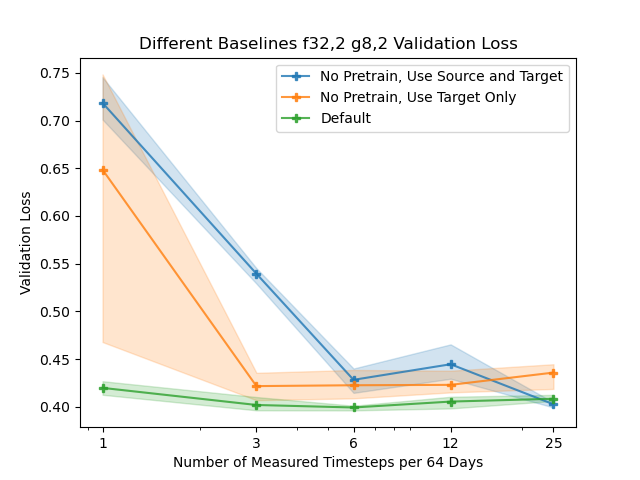 Different Baselines f32,2 g8,2 Validation Loss
No Pretrain, Use Source and Target
No Pretrain, Use Target Only
Default
Validation Loss
0.75
0.70
0.65
0.60
0.55
0.50
0.45
0.40
1 3 6 12 25
Number of Measured Timesteps per 64 Days